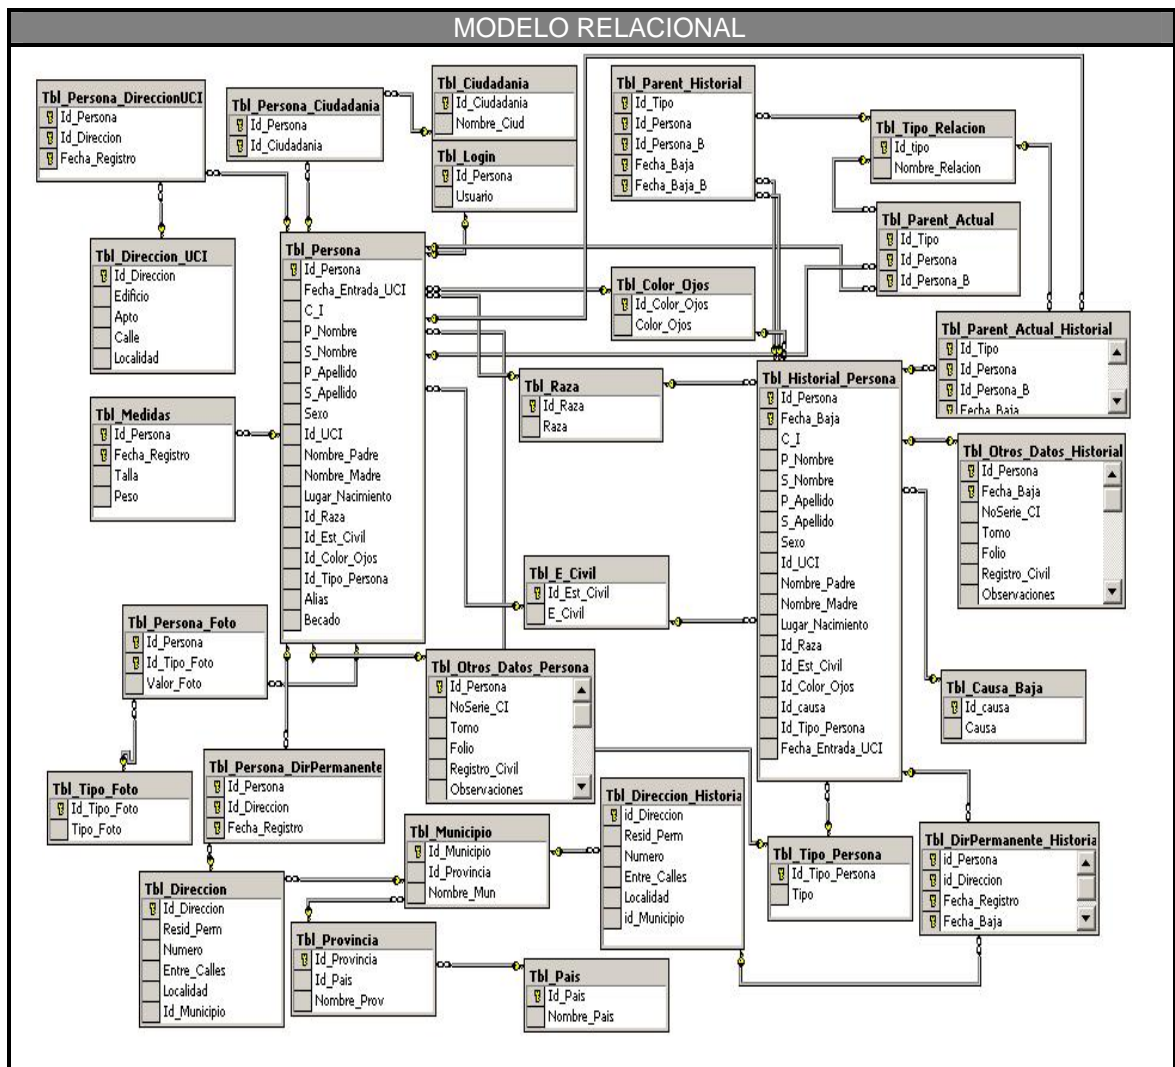 MODELO RELACIONAL
Tbl_Persona_DireccionUCI
Id_Persona
Id_Direccion
Fecha_Registro
Tbl_Persona_Ciudadania
Id_Persona
Id_Ciudadania
Tbl_Ciudadania
Id_Ciudadania
Nombre_Ciud
Tbl_Login
Id_Persona
Usuario
Tbl_Parent_Historial
Id_Tipo
Id_Persona
Id_Persona_B
Fecha_Baja
Fecha_Baja_B
Tbl_Tipo_Relacion
Id_tipo
Nombre_Relacion
Tbl_Parent_Actual
Id_Tipo
Id_Persona
Id_Persona_B
Tbl_Direccion_UCI
Id_Direccion
Edificio
Apto
Calle
Localidad
Tbl_Persona
Id_Persona
Fecha_Entrada_UCI
C_I
P_Nombre
S_Nombre
P_Apellido
S_Apellido
Sexo
Id_UCI
Nombre_Padre
Nombre_Madre
Lugar_Nacimiento
Id_Raza
Id_Est_Civil
Id_Color_Ojos
Id_Tipo_Persona
Alias
Becado
Tbl_Color_Ojos
Id_Color_Ojos
Color_Ojos
Tbl_Parent_Actual_Historial
Id_Tipo
Id_Persona
Id_Persona_B
Fecha_Baja
Tbl_Raza
Id_Raza
Raza
Tbl_Historial_Persona
Id_Persona
Fecha_Baja
C_I
P_Nombre
S_Nombre
P_Apellido
S_Apellido
Sexo
Id_UCI
Nombre_Padre
Nombre_Madre
Lugar_Nacimiento
Id_Raza
Id_Est_Civil
Id_Color_Ojos
Id_causa
Id_Tipo_Persona
Fecha_Entrada_UCI
Tbl_Medidas
Id_Persona
Fecha_Registro
Talla
Peso
Tbl_Otros_Datos_Historial
Id_Persona
Fecha_Baja
NoSerie_CI
Tomo
Folio
Registro_Civil
Observaciones
Tbl_E_Civil
Id_Est_Civil
E_Civil
Tbl_Persona_Foto
Id_Persona
Id_Tipo_Foto
Valor_Foto
Tbl_Otros_Datos_Persona
Id_Persona
NoSerie_CI
Tomo
Folio
Registro_Civil
Observaciones
Tbl_Causa_Baja
Id_causa
Causa
Tbl_Tipo_Foto
Id_Tipo_Foto
Tipo_Foto
Tbl_Persona_DirPermanente
Id_Persona
Id_Direccion
Fecha_Registro
Tbl_Direccion_Historia
id_Direccion
Resid_Perm
Numero
Entre_Calles
Localidad
id_Municipio
Tbl_Municipio
Id_Municipio
Id_Provincia
Nombre_Mun
Tbl_Tipo_Persona
Id_Tipo_Persona
Tipo
Tbl_DirPermanente_Historia
id_Persona
id_Direccion
Fecha_Registro
Fecha_Baja
Tbl_Direccion
Id_Direccion
Resid_Perm
Numero
Entre_Calles
Localidad
Id_Municipio
Tbl_Provincia
Id_Provincia
Id_Pais
Nombre_Prov
Tbl_Pais
Id_Pais
Nombre_Pais